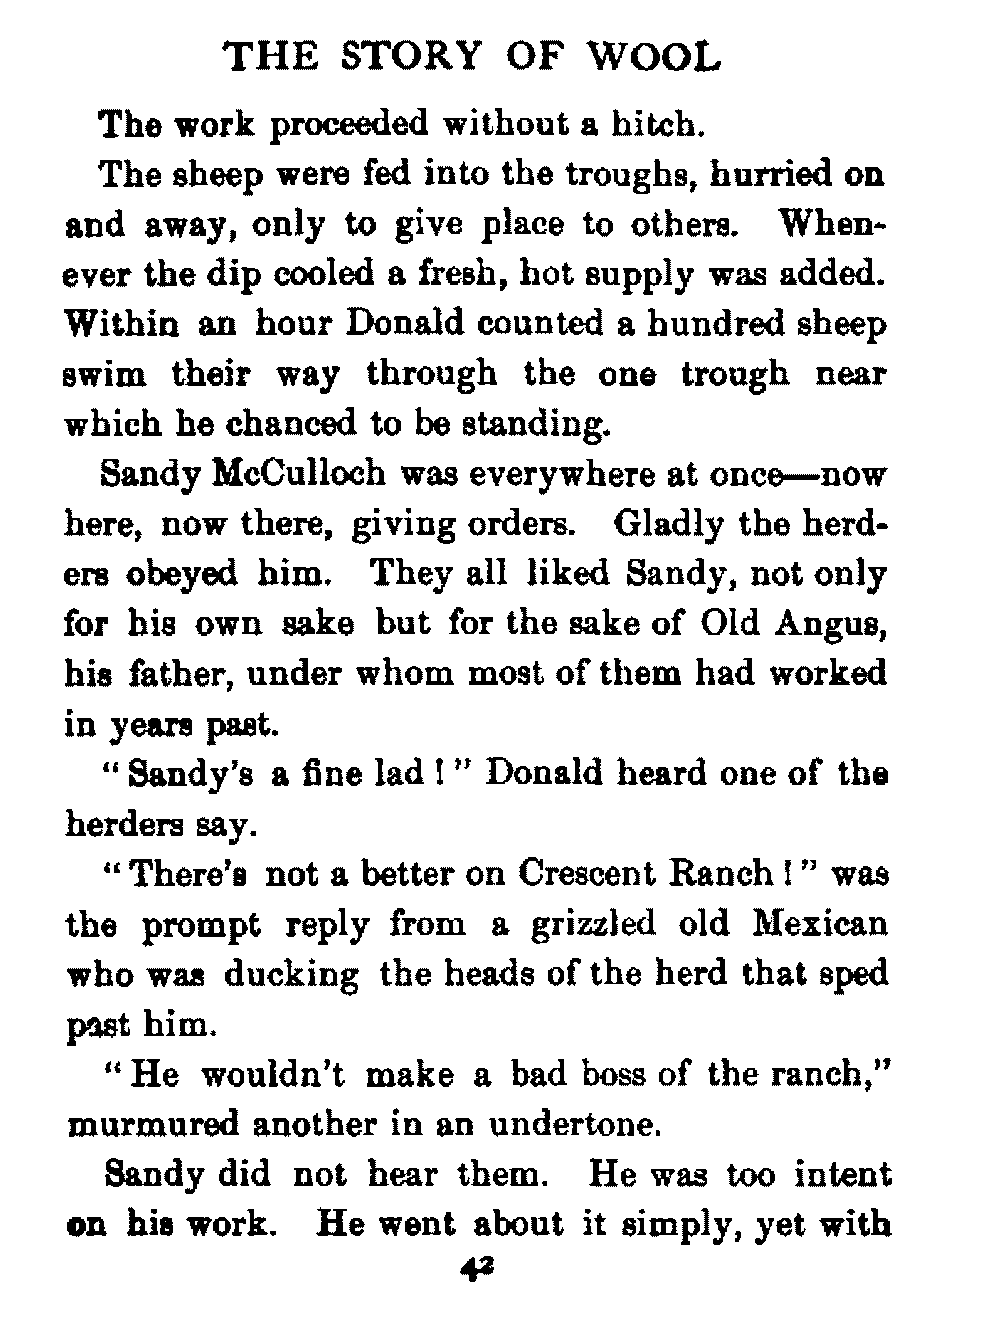 THE STORY OF WOOL
The work proceeded without a hitch.
The sheep were fed into the troughs, hurried on
and away, only to give place to others. When-
ever the dip cooled a fresh, hot supply was added.
Within an hour Donald counted a hundred sheep
swim their way through the one trough near
which he chanced to be standing.
Sandy McCulloch was everywhere at once—now
here, now there, giving orders. Gladly the herd-
ers obeyed him. They all liked Sandy, not only
for his own sake but for the sake of Old Angus,
his father, under whom most of them had worked
in years past.
“Sandy's a fine lad!” Donald heard one of the
herders say.
“There's not a better on Crescent Ranch!” was
the prompt reply from a grizzled old Mexican
who was ducking the heads of the herd that sped
past him.
“He wouldn't make a bad boss of the ranch,”
murmured another in an undertone.
Sandy did not hear them. He was too intent
on his work. He went about it simply, yet with
42